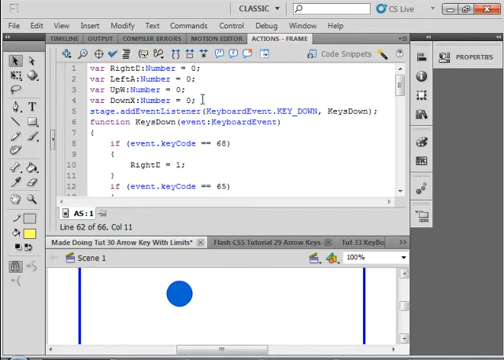 CLASSIC
CS Live
File Edit View Insert Modify Text Commands Control Debug Window Help
TIMELINE OUTPUT COMPILER ERRORS MOTION EDITOR ACTIONS - FRAME
PROPERTIES
Code Snippets
1 var RightD:Number = 0;
2 var LeftA:Number = 0;
3 var UpW:Number = 0;
4 var DownX:Number = 0;
5 stage.addEventListener(KeyboardEvent.KEY_DOWN, KeysDown);
6 function KeysDown(event:KeyboardEvent)
7 {
8 if (event.keyCode == 68)
9 {
10 RightD = 1;
11 }
12 if (event.keyCode == 65)
AS : 1
Line 62 of 66, Col 11
Made Doing Tut 30 Arrow Key With Limits* Flash CS5 Tutorial 29 Arrow Keys Tut 33 KeyBo
Scene 1
100%